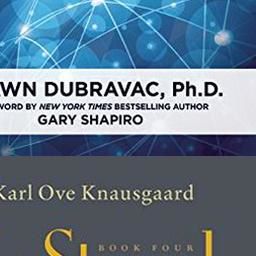 WN DUBRAVAC, Ph.D.
WORD BY NEW YORK TIMES BESTSELLING AUTHOR
GARY SHAPIRO
Karl Ove Knausgaard
BOOK FOUR